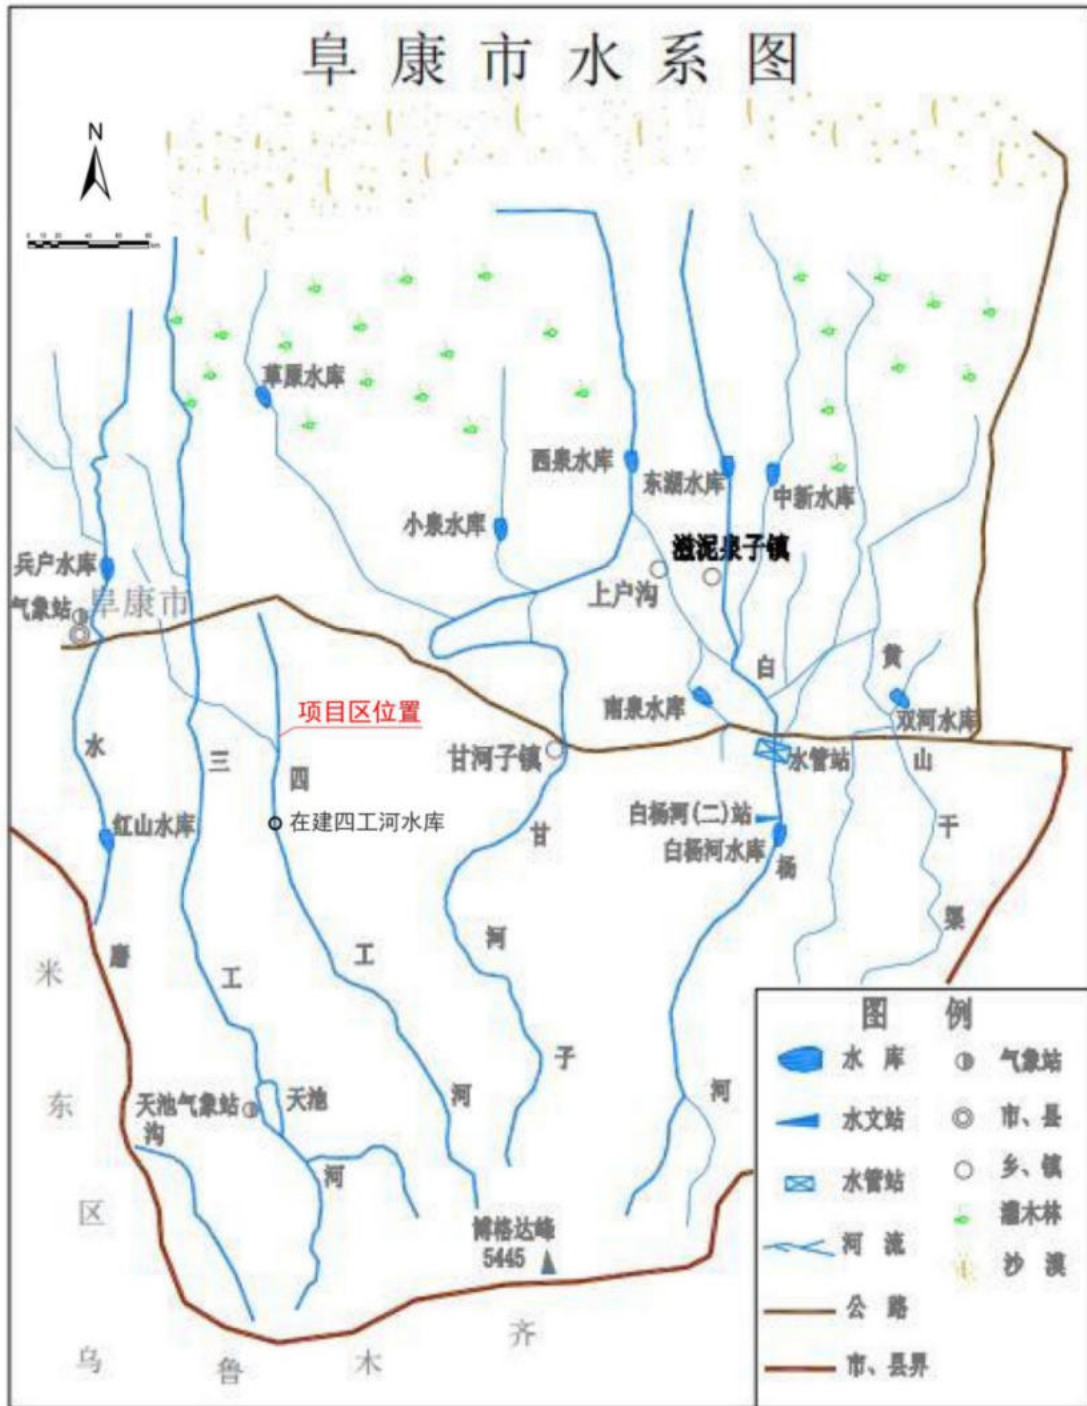 阜康市水系图
N
草原水库
西泉水库
东湖水库
中新水库
小泉水库
滋泥泉子镇
兵户水库
上户沟
气象站
阜康市
白
黄
项目区位置
南泉水库
双河水库
水
三
四
甘河子镇
水管站
山
在建四工河水库
红山水库
甘
白杨河(二)站
干
白杨河水库
杨
磨
河
渠
米
工
工
子
东
天池气象站
天池
河
河
沟
河
区
博格达峰
5445
乌
鲁
木
齐
图 例
水 库
气象站
水文站
市、县
水管站
乡、镇
灌木林
河 流
沙 漠
公 路
市、县界